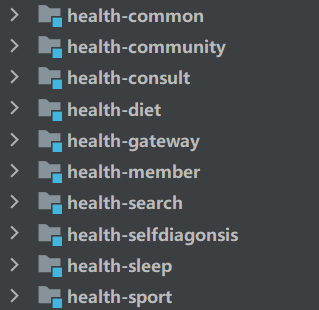 health-common
health-community
health-consult
health-diet
health-gateway
health-member
health-search
health-selfdiagonsis
health-sleep
health-sport